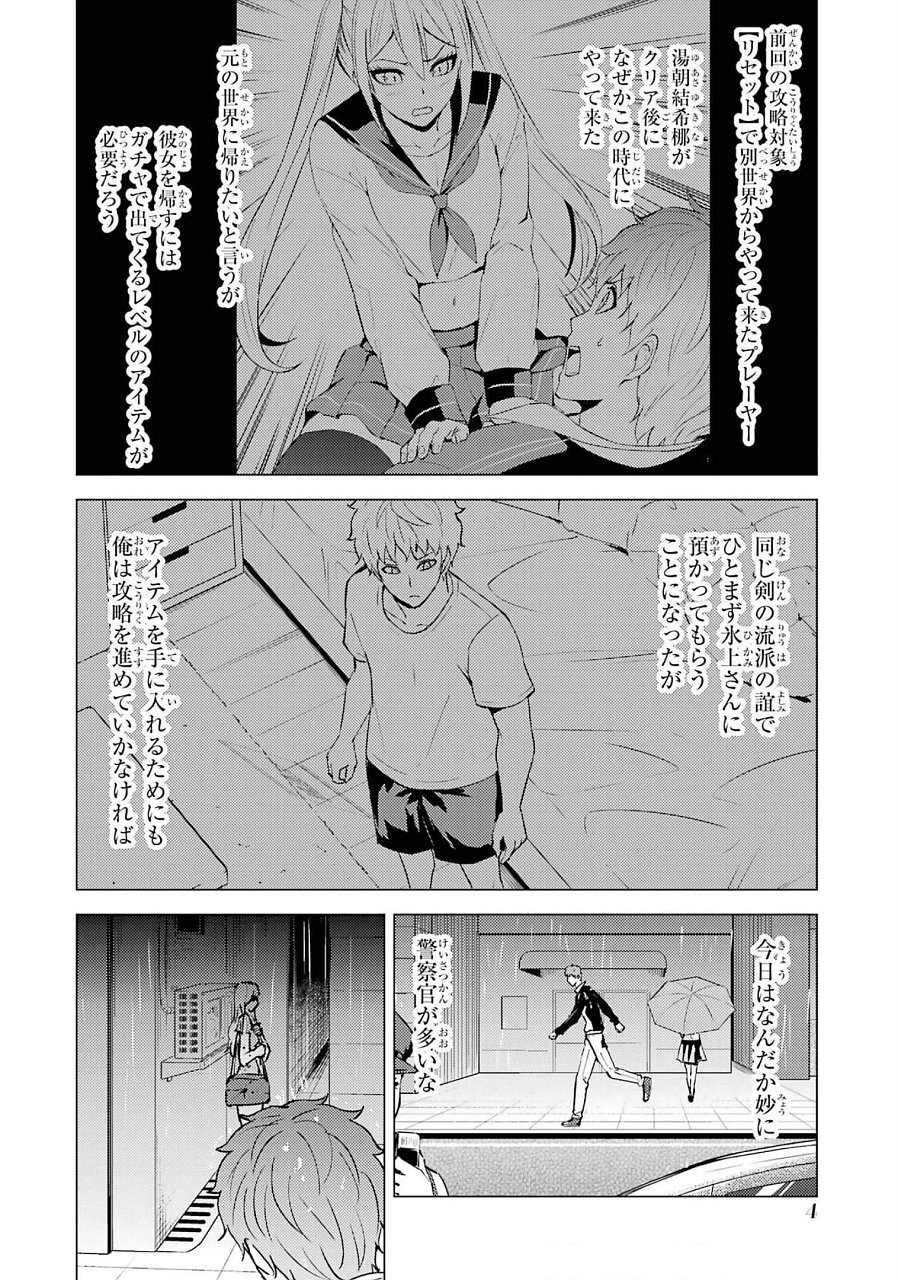 前回の攻略対象
【リセット】で別世界からやって来たプレーヤー
湯朝結希梛が
クリア後に
なぜかこの時代に
やって来た
元の世界に帰りたいと言うが
彼女を帰すには
ガチャで出てくるレベルのアイテムが
必要だろう
同じ剣の流派の誼で
ひとまず氷上さんに
預かってもらう
ことになったが
アイテムを手に入れるためにも
俺は攻略を進めていかなければ
今日はなんだか妙に
警察官が多いな
4